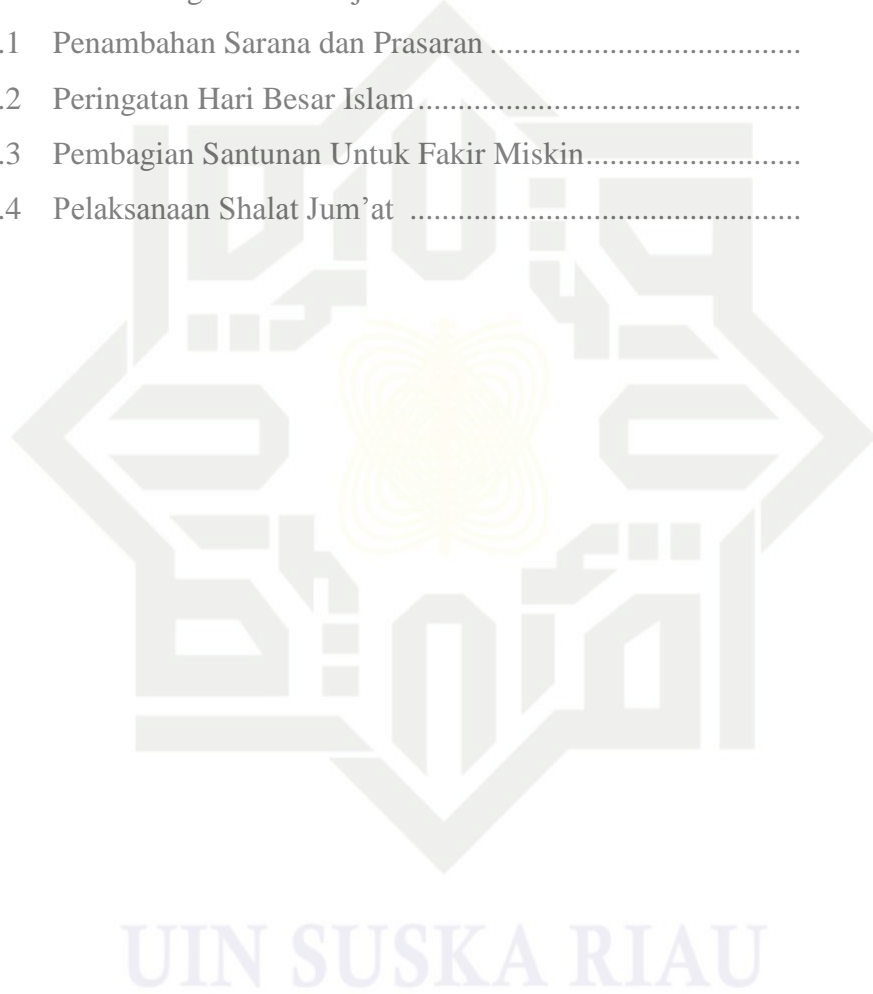 .1 Penambahan Sarana dan Prasaran ......................................
.2 Peringatan Hari Besar Islam ...............................................
.3 Pembagian Santunan Untuk Fakir Miskin ..........................
.4 Pelaksanaan Shalat Jum’at ................................................
UIN SUSKA RIAU